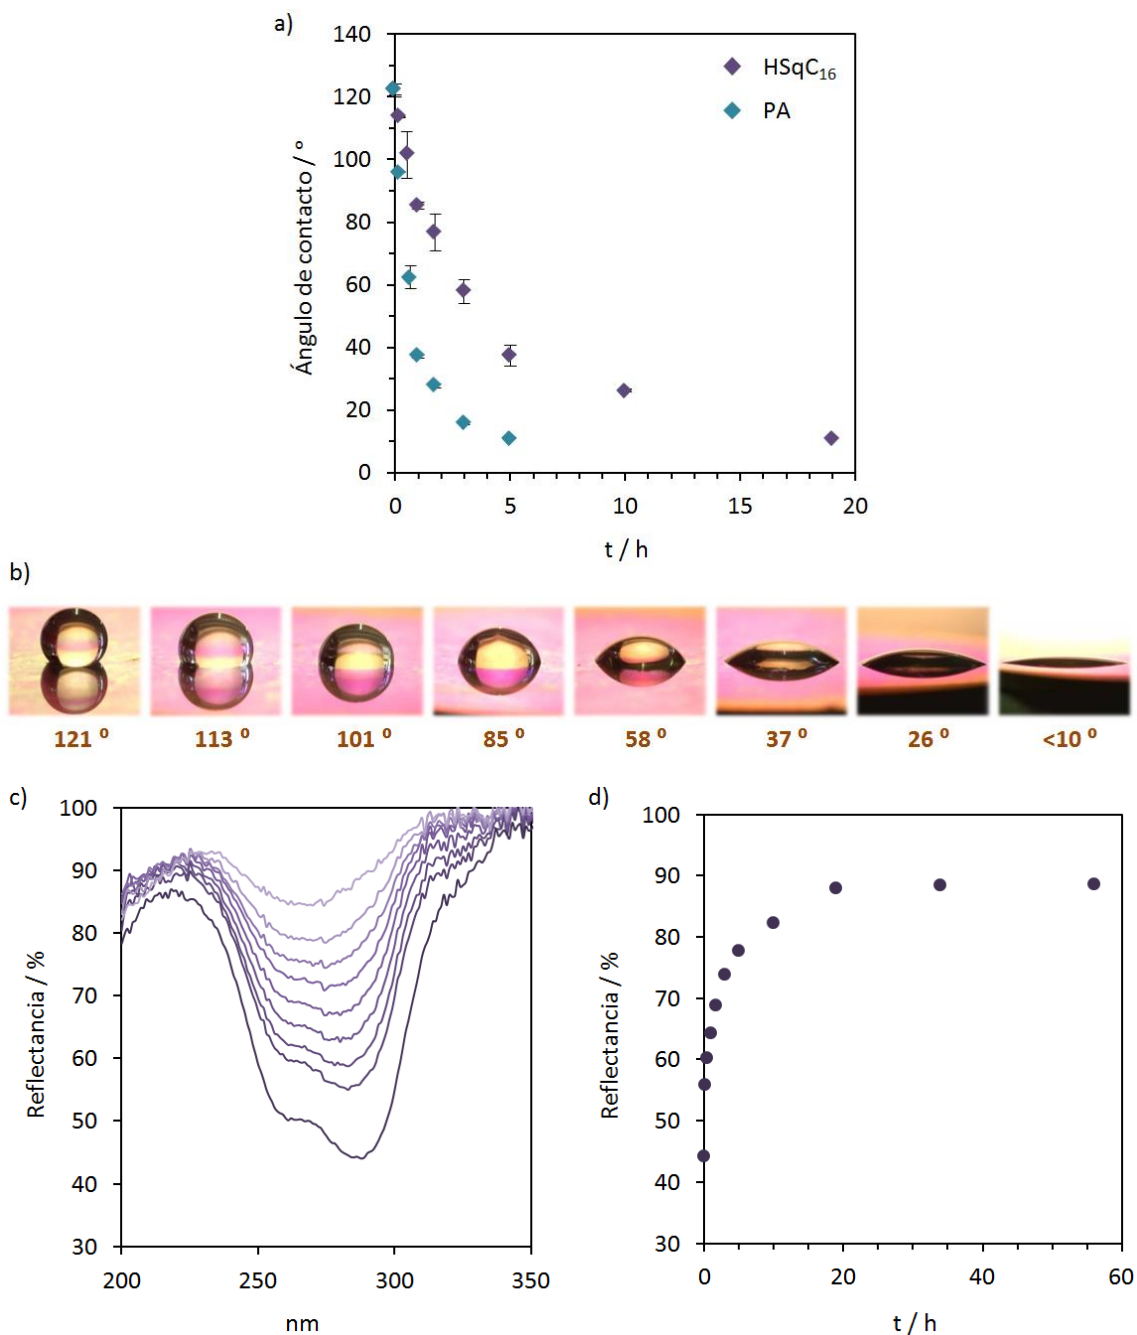 a)
140
120
100
80
60
40
20
0
Ángulo de contacto / °
HSqC₁₆
PA
0 5 10 15 20
t / h
b)
121 º 113 º 101 º 85 º 58 º 37 º 26 º <10 º
c)
100
90
80
70
60
50
40
30
Reflectancia / %
200 250 300 350
nm
d)
100
90
80
70
60
50
40
30
Reflectancia / %
0 20 40 60
t / h